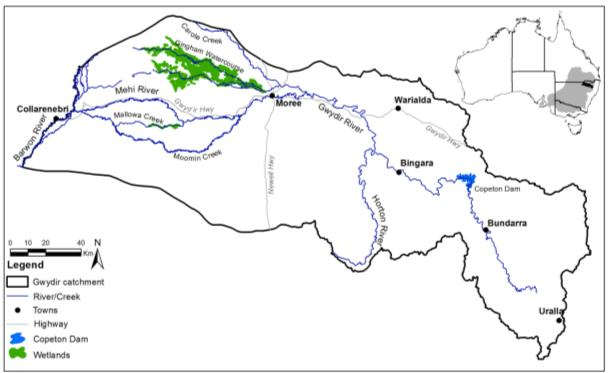 Carole Creek
Gingham Watercourse
Mehi River
Gwydir Hwy
Collarenebri
Mallowa Creek
Moomin Creek
Barwon River
Moree
Warialda
Gwydir River
Gwydir Hwy
Newell Hwy
Bingara
Copeton Dam
Horton River
Bundarra
Uralla
0 10 20 40
Km
N
Legend
Gwydir catchment
River/Creek
Towns
Highway
Copeton Dam
Wetlands